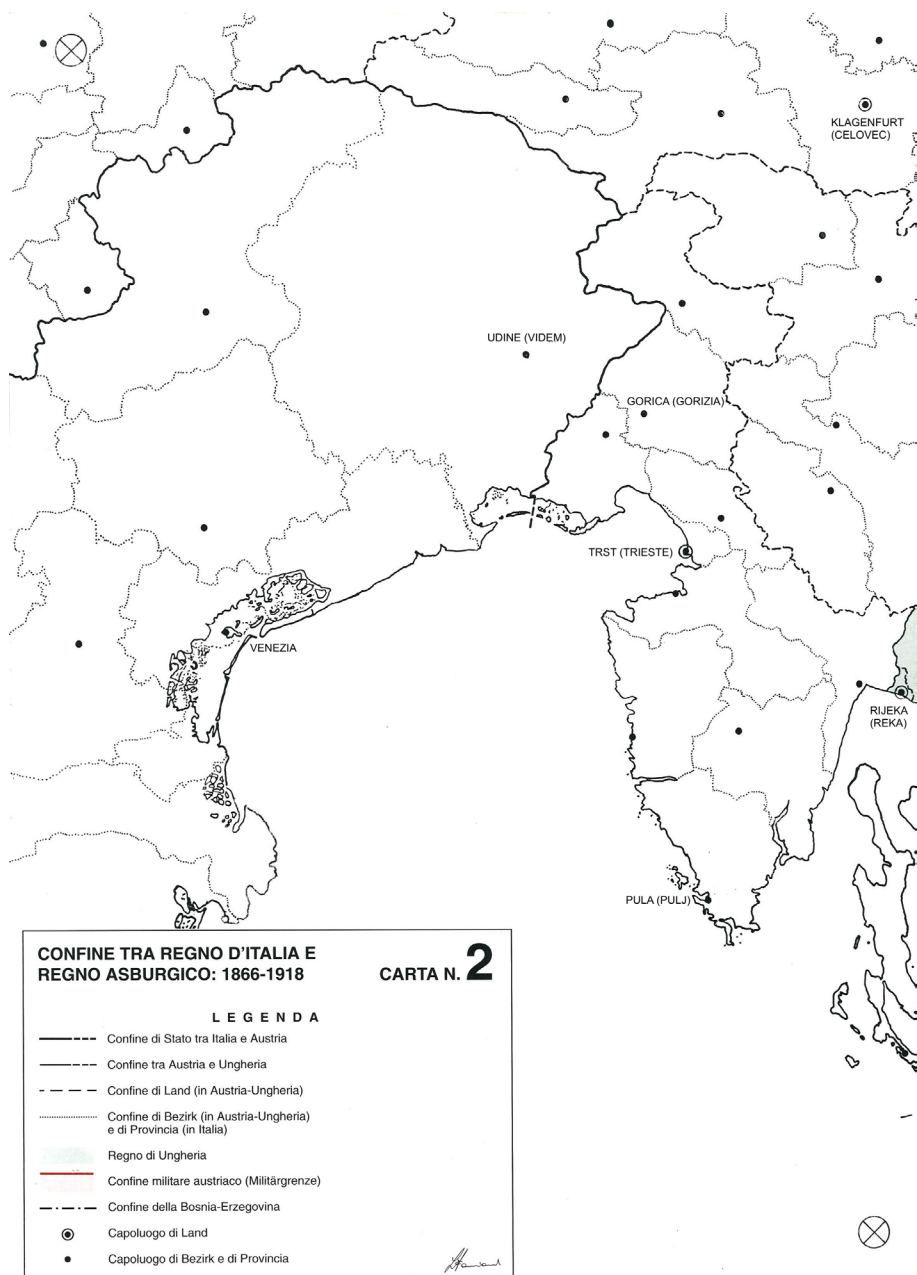 KLAGENFURT
(CELOVEC)
UDINE (VIDEM)
GORICA (GORIZIA)
TRST (TRIESTE)
VENEZIA
RIJEKA
(REKA)
PULA (PULJ)
CONFINE TRA REGNO D'ITALIA E
REGNO ASBURGICO: 1866-1918
CARTA N. 2
LEGENDA
Confine di Stato tra Italia e Austria
Confine tra Austria e Ungheria
Confine di Land (in Austria-Ungheria)
Confine di Bezirk (in Austria-Ungheria)
e di Provincia (in Italia)
Regno di Ungheria
Confine militare austriaco (Militärgrenze)
Confine della Bosnia-Erzegovina
Capoluogo di Land
Capoluogo di Bezirk e di Provincia